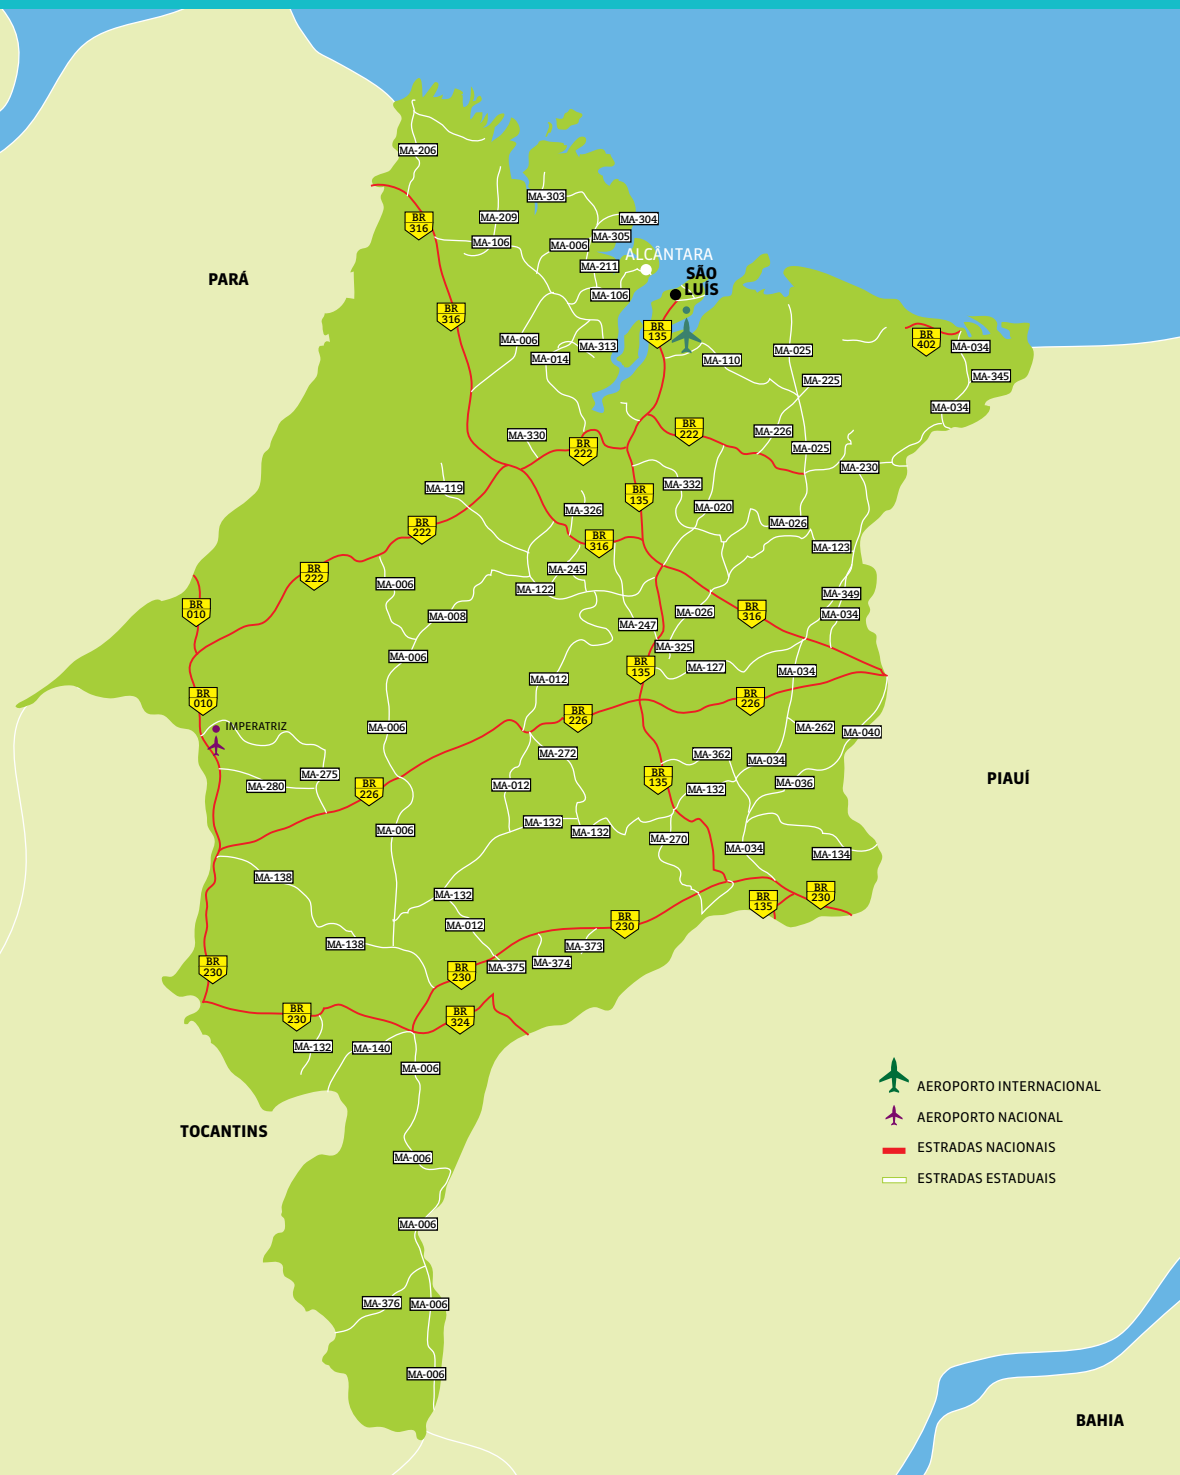 MA-206
MA-303
BR
316
MA-209
MA-304
MA-106
MA-006
MA-305
ALCÂNTARA
MA-211
SÃO
LUÍS
PARÁ
MA-106
BR
316
BR
135
MA-006
MA-313
MA-014
MA-110
MA-025
BR
402
MA-034
MA-225
MA-345
MA-034
MA-330
BR
222
BR
222
MA-226
MA-025
MA-230
MA-119
MA-332
BR
135
MA-326
MA-020
BR
222
MA-026
BR
316
MA-123
BR
222
MA-006
MA-245
MA-122
MA-349
BR
010
MA-008
MA-247
MA-026
BR
316
MA-034
MA-006
MA-325
BR
135
MA-127
MA-034
MA-012
BR
010
IMPERATRIZ
MA-006
BR
226
BR
226
MA-262
MA-040
MA-272
MA-362
MA-034
MA-275
MA-280
BR
226
MA-012
BR
135
MA-132
MA-036
PIAUÍ
MA-006
MA-132
MA-132
MA-270
MA-034
MA-134
MA-138
MA-132
BR
135
BR
230
MA-012
BR
230
MA-138
MA-373
BR
230
BR
230
MA-375
MA-374
BR
230
BR
324
MA-132
MA-140
MA-006
AEROPORTO INTERNACIONAL
AEROPORTO NACIONAL
TOCANTINS
ESTRADAS NACIONAIS
MA-006
ESTRADAS ESTADUAIS
MA-006
MA-376
MA-006
MA-006
BAHIA